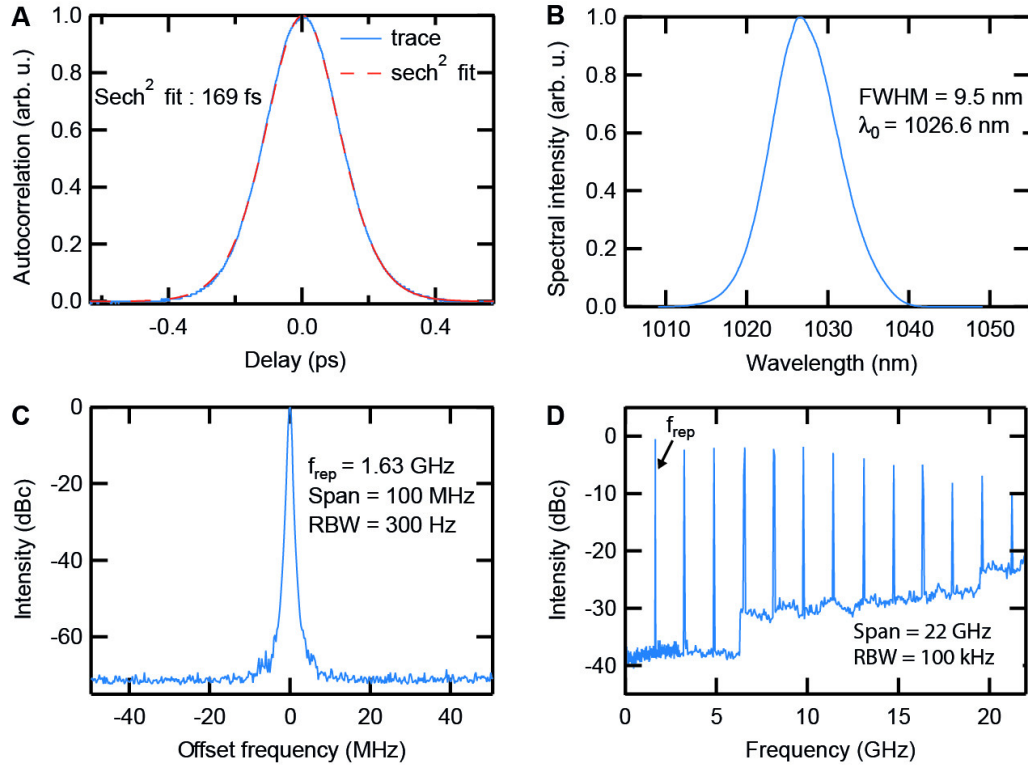 A
1.0
0.8
0.6
0.4
0.2
0.0
Autocorrelation (arb. u.)
trace
sech² fit
Sech² fit : 169 fs
-0.4
0.0
0.4
Delay (ps)
B
1.0
0.8
0.6
0.4
0.2
0.0
Spectral intensity (arb. u.)
FWHM = 9.5 nm
λ₀ = 1026.6 nm
1010
1020
1030
1040
1050
Wavelength (nm)
C
0
-20
-40
-60
Intensity (dBc)
f_rep = 1.63 GHz
Span = 100 MHz
RBW = 300 Hz
-40
-20
0
20
40
Offset frequency (MHz)
D
0
-10
-20
-30
-40
Intensity (dBc)
f_rep
Span = 22 GHz
RBW = 100 kHz
0
5
10
15
20
Frequency (GHz)